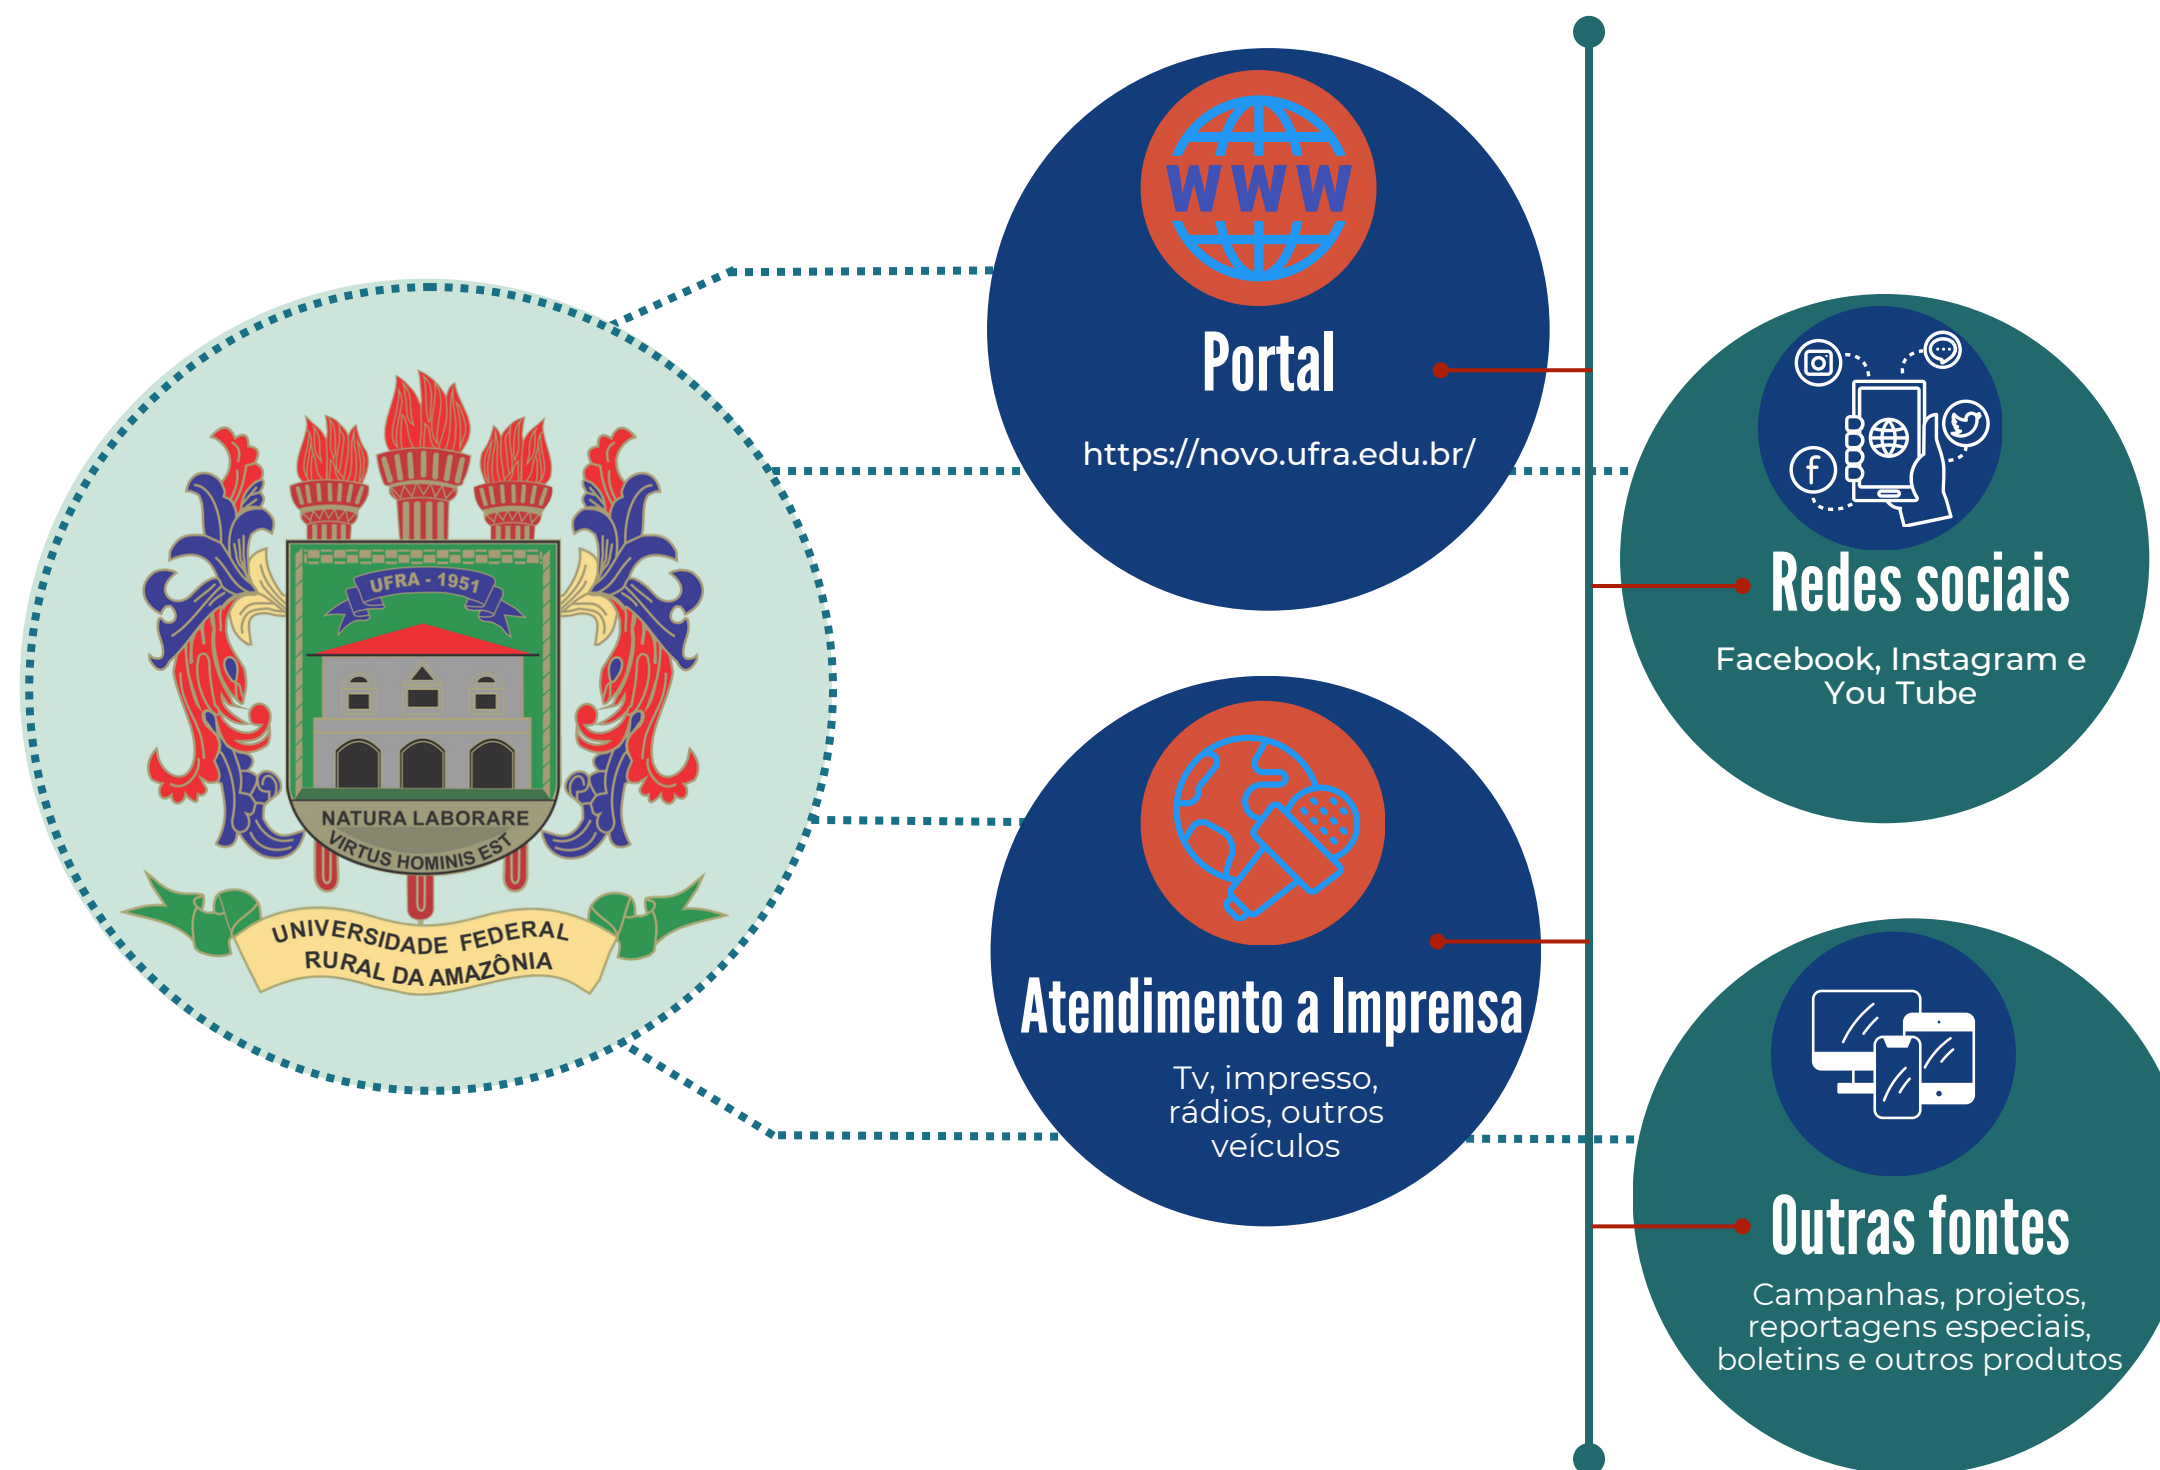 UFRA - 1951
NATURA LABORARE
VIRTUS HOMINIS EST
UNIVERSIDADE FEDERAL
RURAL DA AMAZÔNIA
WWW
Portal
https://novo.ufra.edu.br/
Redes sociais
Facebook, Instagram e
You Tube
Atendimento a Imprensa
Tv, impresso,
rádios, outros
veículos
Outras fontes
Campanhas, projetos,
reportagens especiais,
boletins e outros produtos